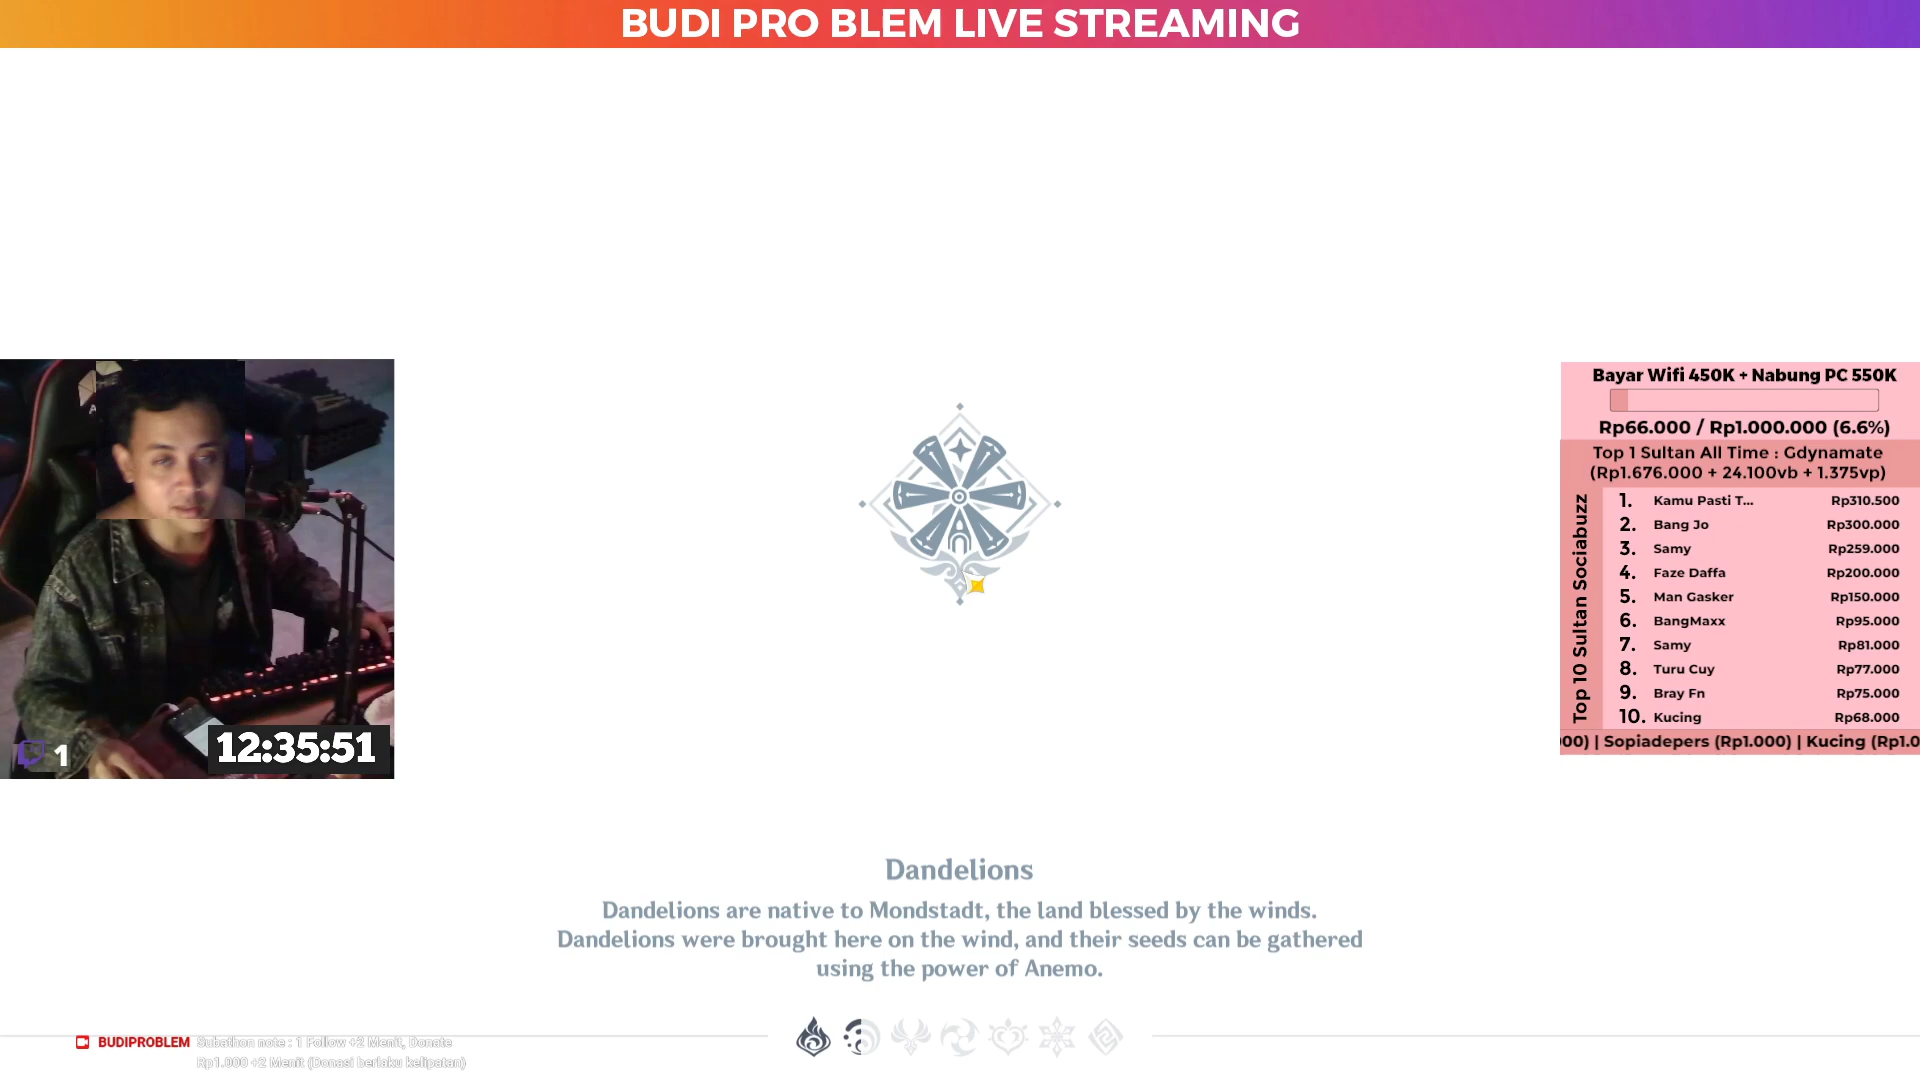 BUDI PRO BLEM LIVE STREAMING
12:35:51
1
Bayar Wifi 450K + Nabung PC 550K
Rp66.000 / Rp1.000.000 (6.6%)
Top 1 Sultan All Time : Gdynamate
(Rp1.676.000 + 24.100vb + 1.375vp)
Top 10 Sultan Sociabuzz
1. Kamu Pasti T... Rp310.500
2. Bang Jo Rp300.000
3. Samy Rp259.000
4. Faze Daffa Rp200.000
5. Man Gasker Rp150.000
6. BangMaxx Rp95.000
7. Samy Rp81.000
8. Turu Cuy Rp77.000
9. Bray Fn Rp75.000
10. Kucing Rp68.000
00) | Sopiadepers (Rp1.000) | Kucing (Rp1.0
Dandelions
Dandelions are native to Mondstadt, the land blessed by the winds.
Dandelions were brought here on the wind, and their seeds can be gathered
using the power of Anemo.
BUDIPROBLEM Subathon note : 1 Follow +2 Menit, Donate
Rp1.000 +2 Menit (Donasi berlaku kelipatan)